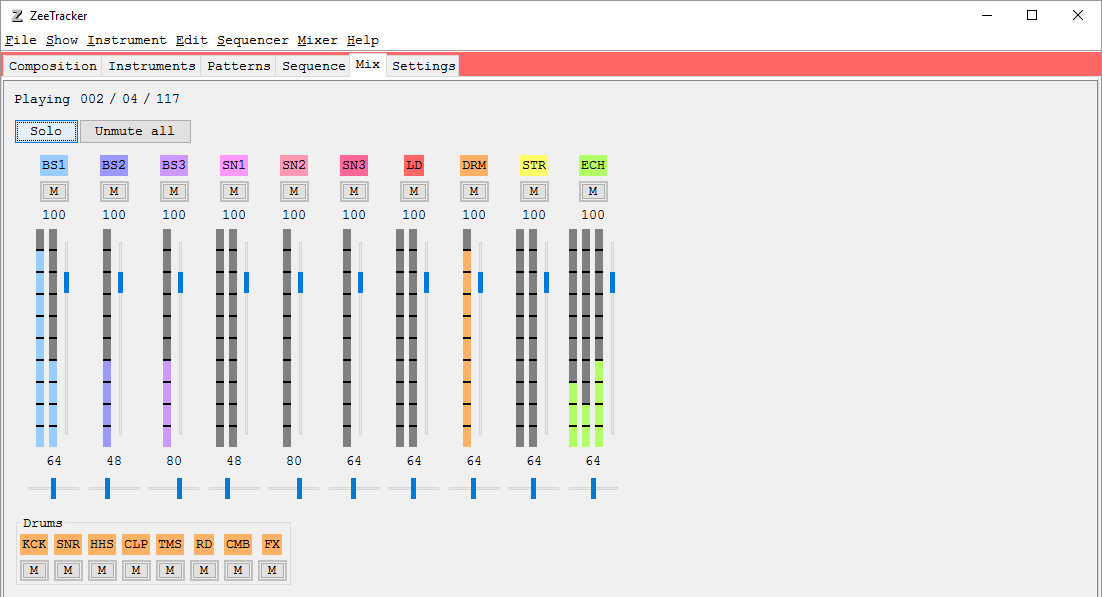 ZeeTracker
File Show Instrument Edit Sequencer Mixer Help
Composition Instruments Patterns Sequence Mix Settings
Playing 002 / 04 / 117
Solo Unmute all
BS1 BS2 BS3 SN1 SN2 SN3 LD DRM STR ECH
M M M M M M M M M M
100 100 100 100 100 100 100 100 100 100
64 48 80 48 80 64 64 64 64 64
Drums
KCK SNR HHS CLP TMS RD CMB FX
M M M M M M M M